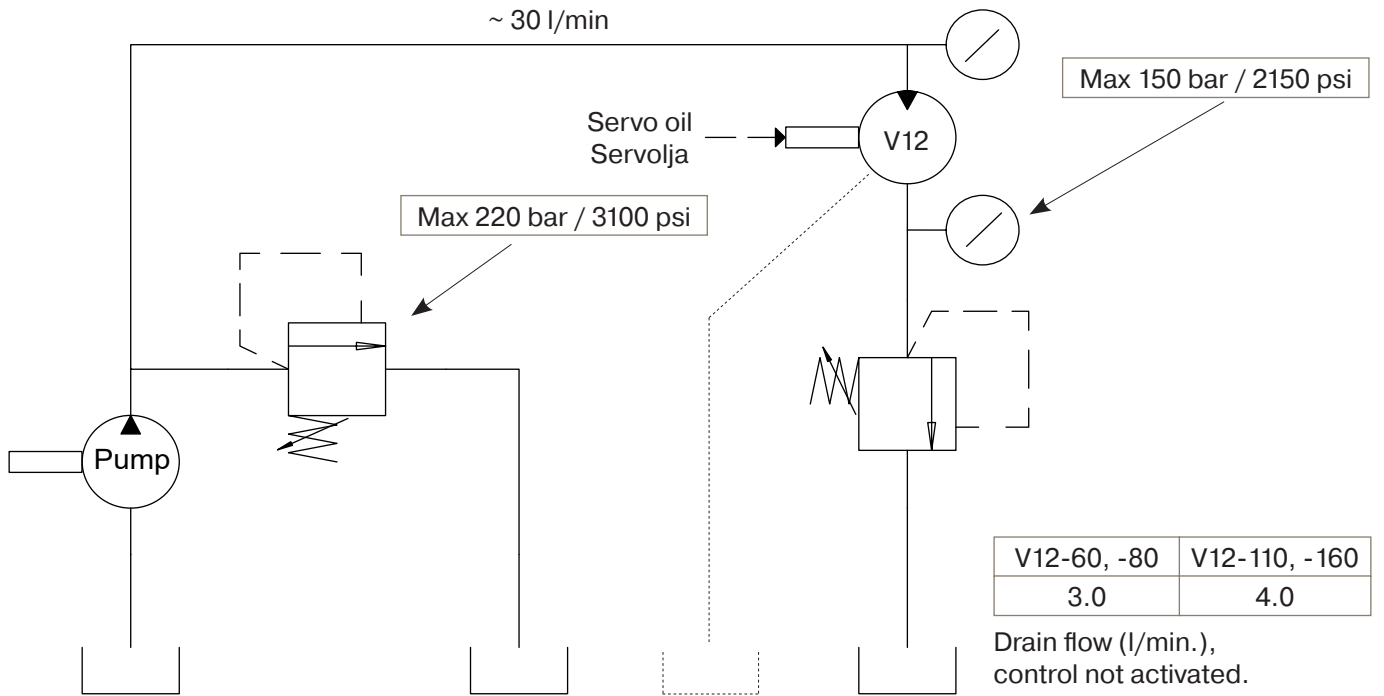 ~ 30 l/min
Max 150 bar / 2150 psi
Servo oil
Servolja
V12
Max 220 bar / 3100 psi
Pump
V12-60, -80 V12-110, -160
3.0 4.0
Drain flow (l/min.),
control not activated.